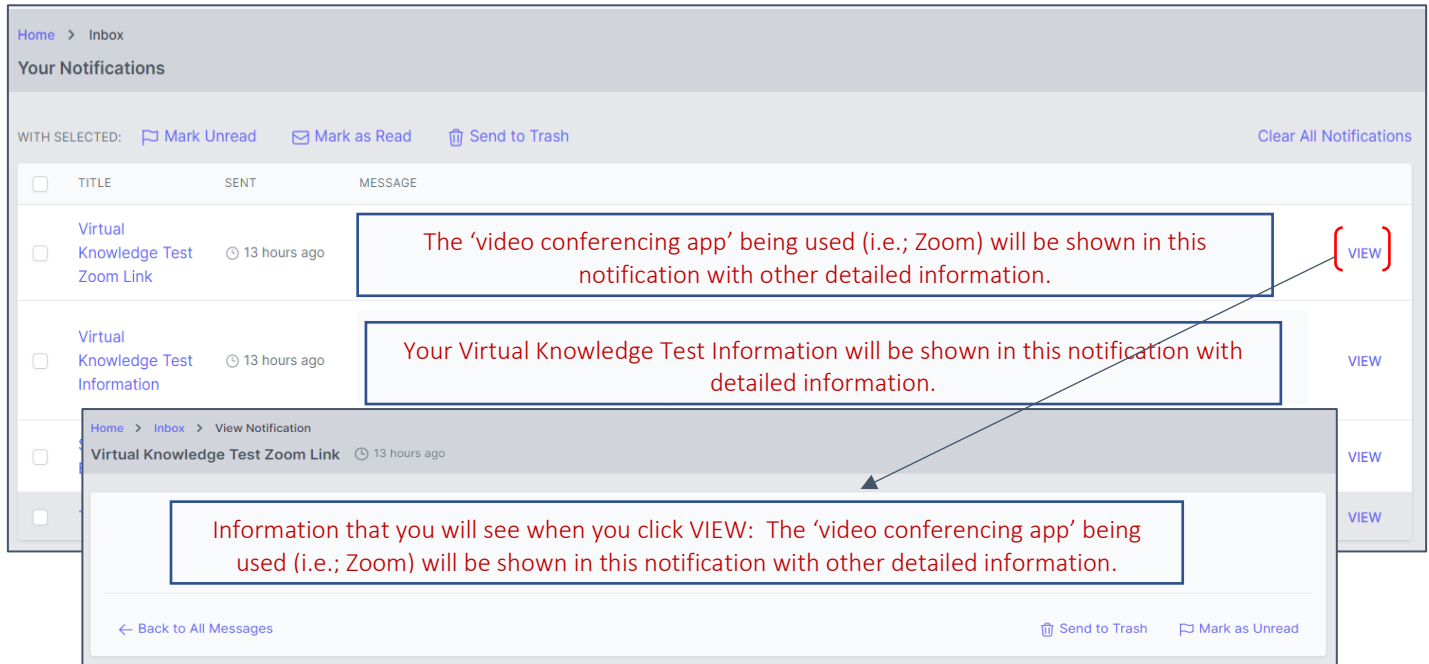 Home > Inbox
Your Notifications
WITH SELECTED: Mark Unread Mark as Read Send to Trash Clear All Notifications
TITLE SENT MESSAGE
Virtual
Knowledge Test
Zoom Link
13 hours ago
The ‘video conferencing app’ being used (i.e.; Zoom) will be shown in this
notification with other detailed information.
VIEW
Virtual
Knowledge Test
Information
13 hours ago
Your Virtual Knowledge Test Information will be shown in this notification with
detailed information.
VIEW
VIEW
VIEW
Home > Inbox > View Notification
Virtual Knowledge Test Zoom Link 13 hours ago
Information that you will see when you click VIEW: The ‘video conferencing app’ being
used (i.e.; Zoom) will be shown in this notification with other detailed information.
← Back to All Messages Send to Trash Mark as Unread